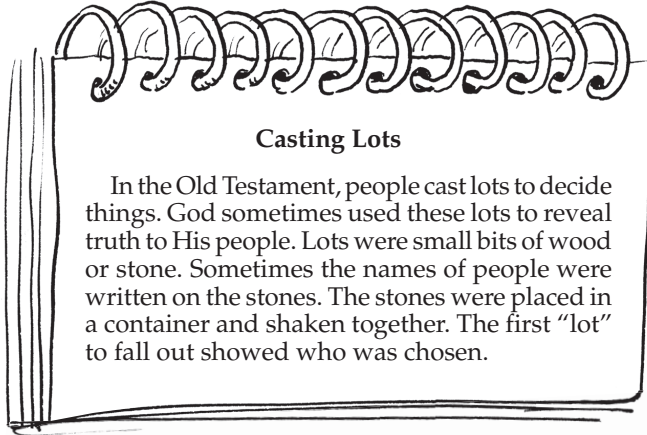 Casting Lots
In the Old Testament, people cast lots to decide
things. God sometimes used these lots to reveal
truth to His people. Lots were small bits of wood
or stone. Sometimes the names of people were
written on the stones. The stones were placed in
a container and shaken together. The first “lot”
to fall out showed who was chosen.